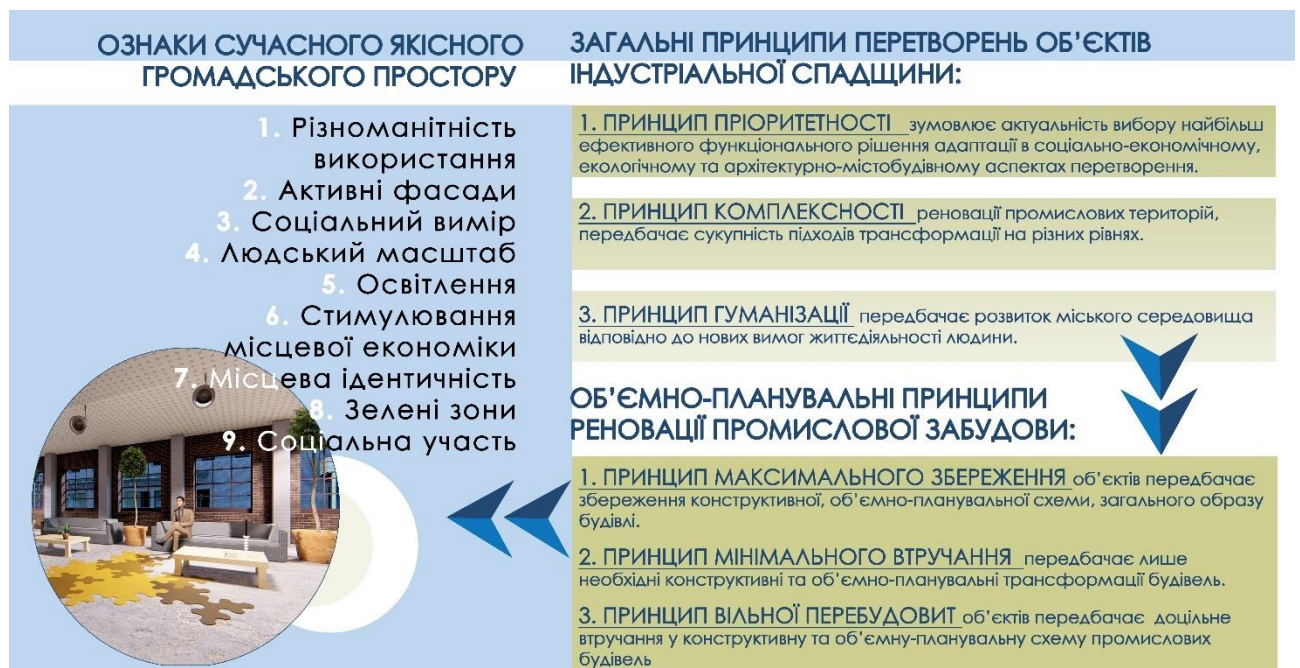 ОЗНАКИ СУЧАСНОГО ЯКІСНОГО
ГРОМАДСЬКОГО ПРОСТОРУ
1. Різноманітність
використання
2. Активні фасади
3. Соціальний вимір
4. Людський масштаб
5. Освітлення
6. Стимулювання
місцевої економіки
7. Місцева ідентичність
8. Зелені зони
9. Соціальна участь
ЗАГАЛЬНІ ПРИНЦИПИ ПЕРЕТВОРЕНЬ ОБ’ЄКТІВ
ІНДУСТРІАЛЬНОЇ СПАДЩИНИ:
1. ПРИНЦИП ПРІОРИТЕТНОСТІ зумовлює актуальність вибору найбільш
ефективного функціонального рішення адаптації в соціально-економічному,
екологічному та архітектурно-містобудівному аспектах перетворення.
2. ПРИНЦИП КОМПЛЕКСНОСТІ реновації промислових територій,
передбачає сукупність підходів трансформації на різних рівнях.
3. ПРИНЦИП ГУМАНІЗАЦІЇ передбачає розвиток міського середовища
відповідно до нових вимог життєдіяльності людини.
ОБ’ЄМНО-ПЛАНУВАЛЬНІ ПРИНЦИПИ
РЕНОВАЦІЇ ПРОМИСЛОВОЇ ЗАБУДОВИ:
1. ПРИНЦИП МАКСИМАЛЬНОГО ЗБЕРЕЖЕННЯ об’єктів передбачає
збереження конструктивної, об’ємно-планувальної схеми, загального образу
будівлі.
2. ПРИНЦИП МІНІМАЛЬНОГО ВТРУЧАННЯ передбачає лише
необхідні конструктивні та об’ємно-планувальні трансформації будівель.
3. ПРИНЦИП ВІЛЬНОЇ ПЕРЕБУДОВИТ об’єктів передбачає доцільне
втручання у конструктивну та об’ємну-планувальну схему промислових
будівель